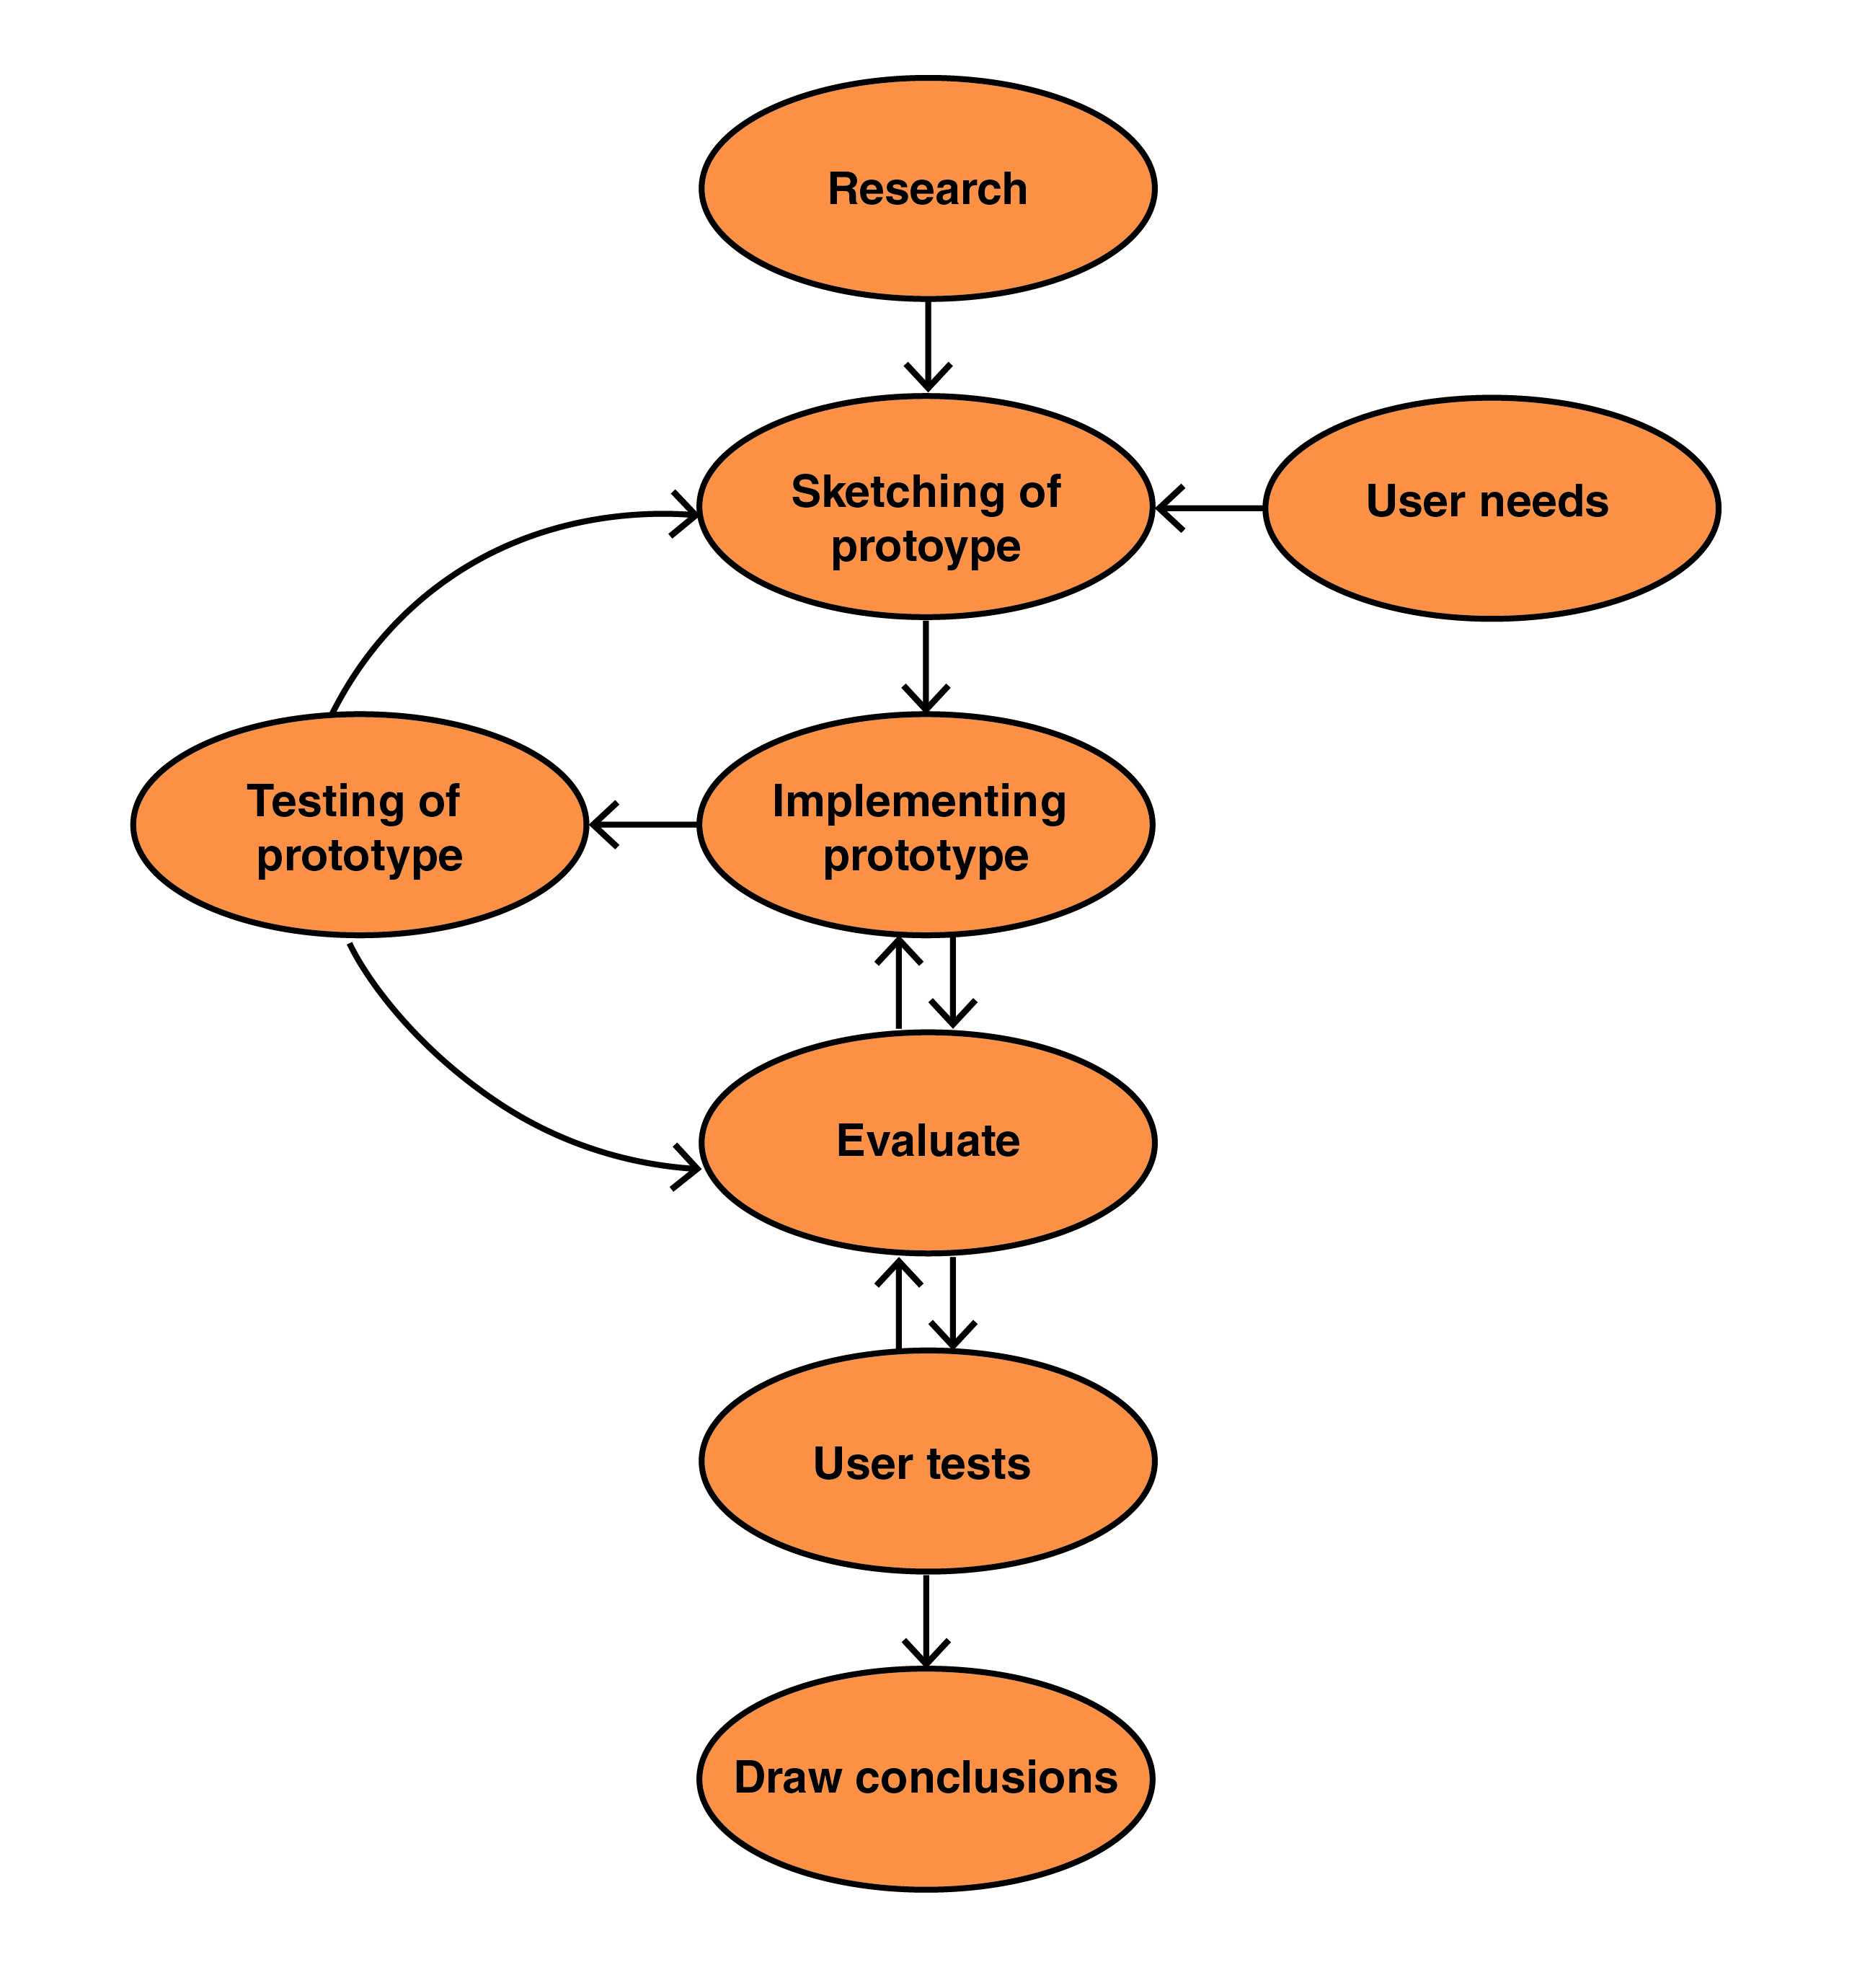 Research
Sketching of
protoype
User needs
Testing of
prototype
Implementing
prototype
Evaluate
User tests
Draw conclusions